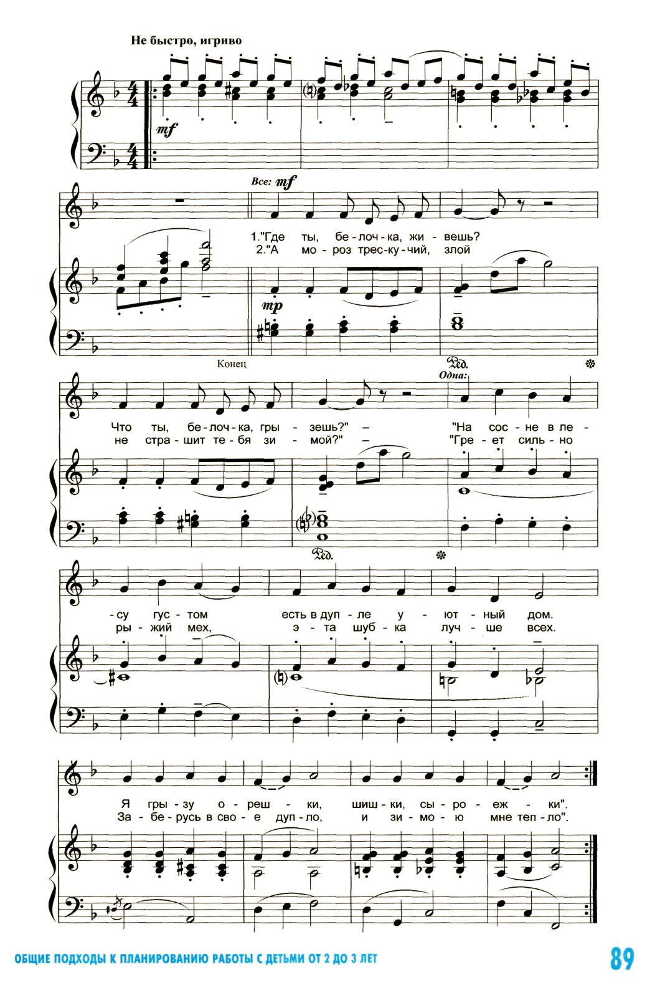 Не быстро, игриво
mf
Все: mf
1."Где ты, бе - лоч - ка, жи - вешь?
2."А мо - роз трес - ку - чий, злой
mp
Конец
Ped.
Одна:
Что ты, бе - лоч - ка, гры - зешь?" –
не стра - шит те - бя зи - мой?" –
"На сос - не в ле -
"Гре - ет силь - но
Ped.
- су гус - том есть в дуп - ле у - ют - ный дом.
ры - жий мех, э - та шуб - ка луч - ше всех.
Я гры - зу о - реш - ки, шиш - ки, сы - ро - еж - ки".
За - бе - русь в сво - е дуп - ло, и зи - мо - ю мне теп - ло".
ОБЩИЕ ПОДХОДЫ К ПЛАНИРОВАНИЮ РАБОТЫ С ДЕТЬМИ ОТ 2 ДО 3 ЛЕТ
89